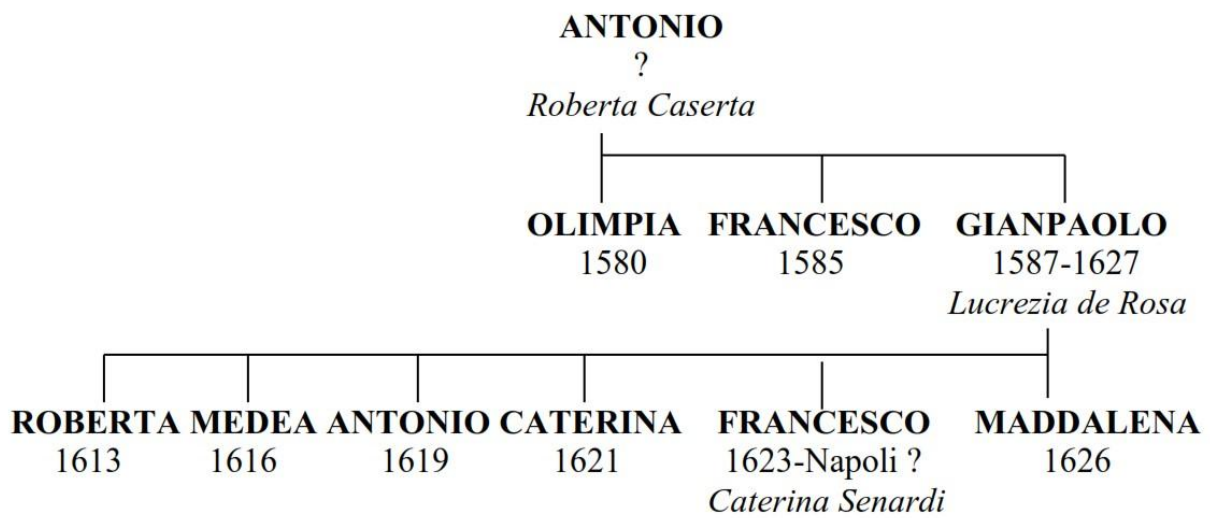 ANTONIO
?
Roberta Caserta
OLIMPIA FRANCESCO GIANPAOLO
1580 1585 1587-1627
Lucrezia de Rosa
ROBERTA MEDEA ANTONIO CATERINA FRANCESCO MADDALENA
1613 1616 1619 1621 1623-Napoli ? 1626
Caterina Senardi